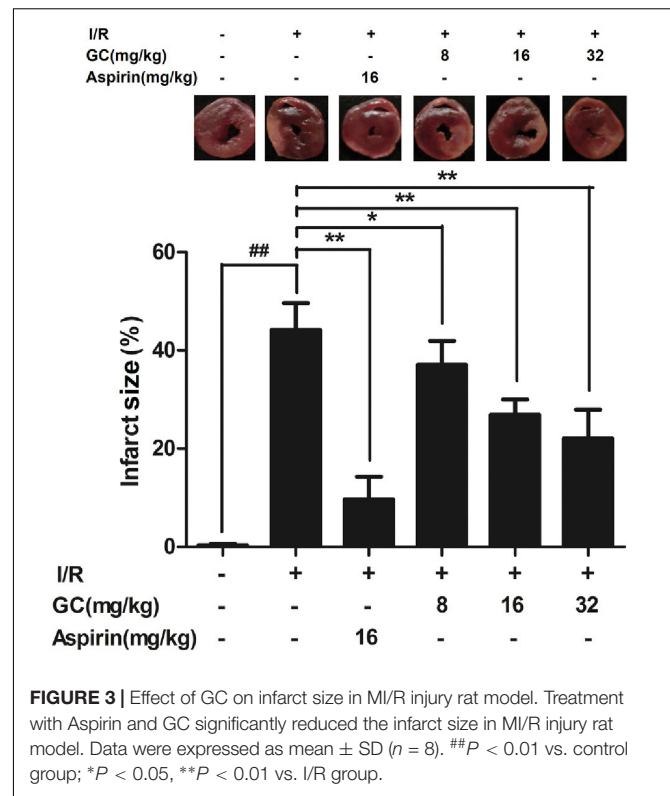 I/R - + + + + +
GC(mg/kg) - - - 8 16 32
Aspirin(mg/kg) - - 16 - - -
**
**
*
**
##
60
40
20
0
Infarct size (%)
I/R - + + + + +
GC(mg/kg) - - - 8 16 32
Aspirin(mg/kg) - - 16 - - -
FIGURE 3 | Effect of GC on infarct size in MI/R injury rat model. Treatment
with Aspirin and GC significantly reduced the infarct size in MI/R injury rat
model. Data were expressed as mean ± SD (n = 8). ##P < 0.01 vs. control
group; *P < 0.05, **P < 0.01 vs. I/R group.